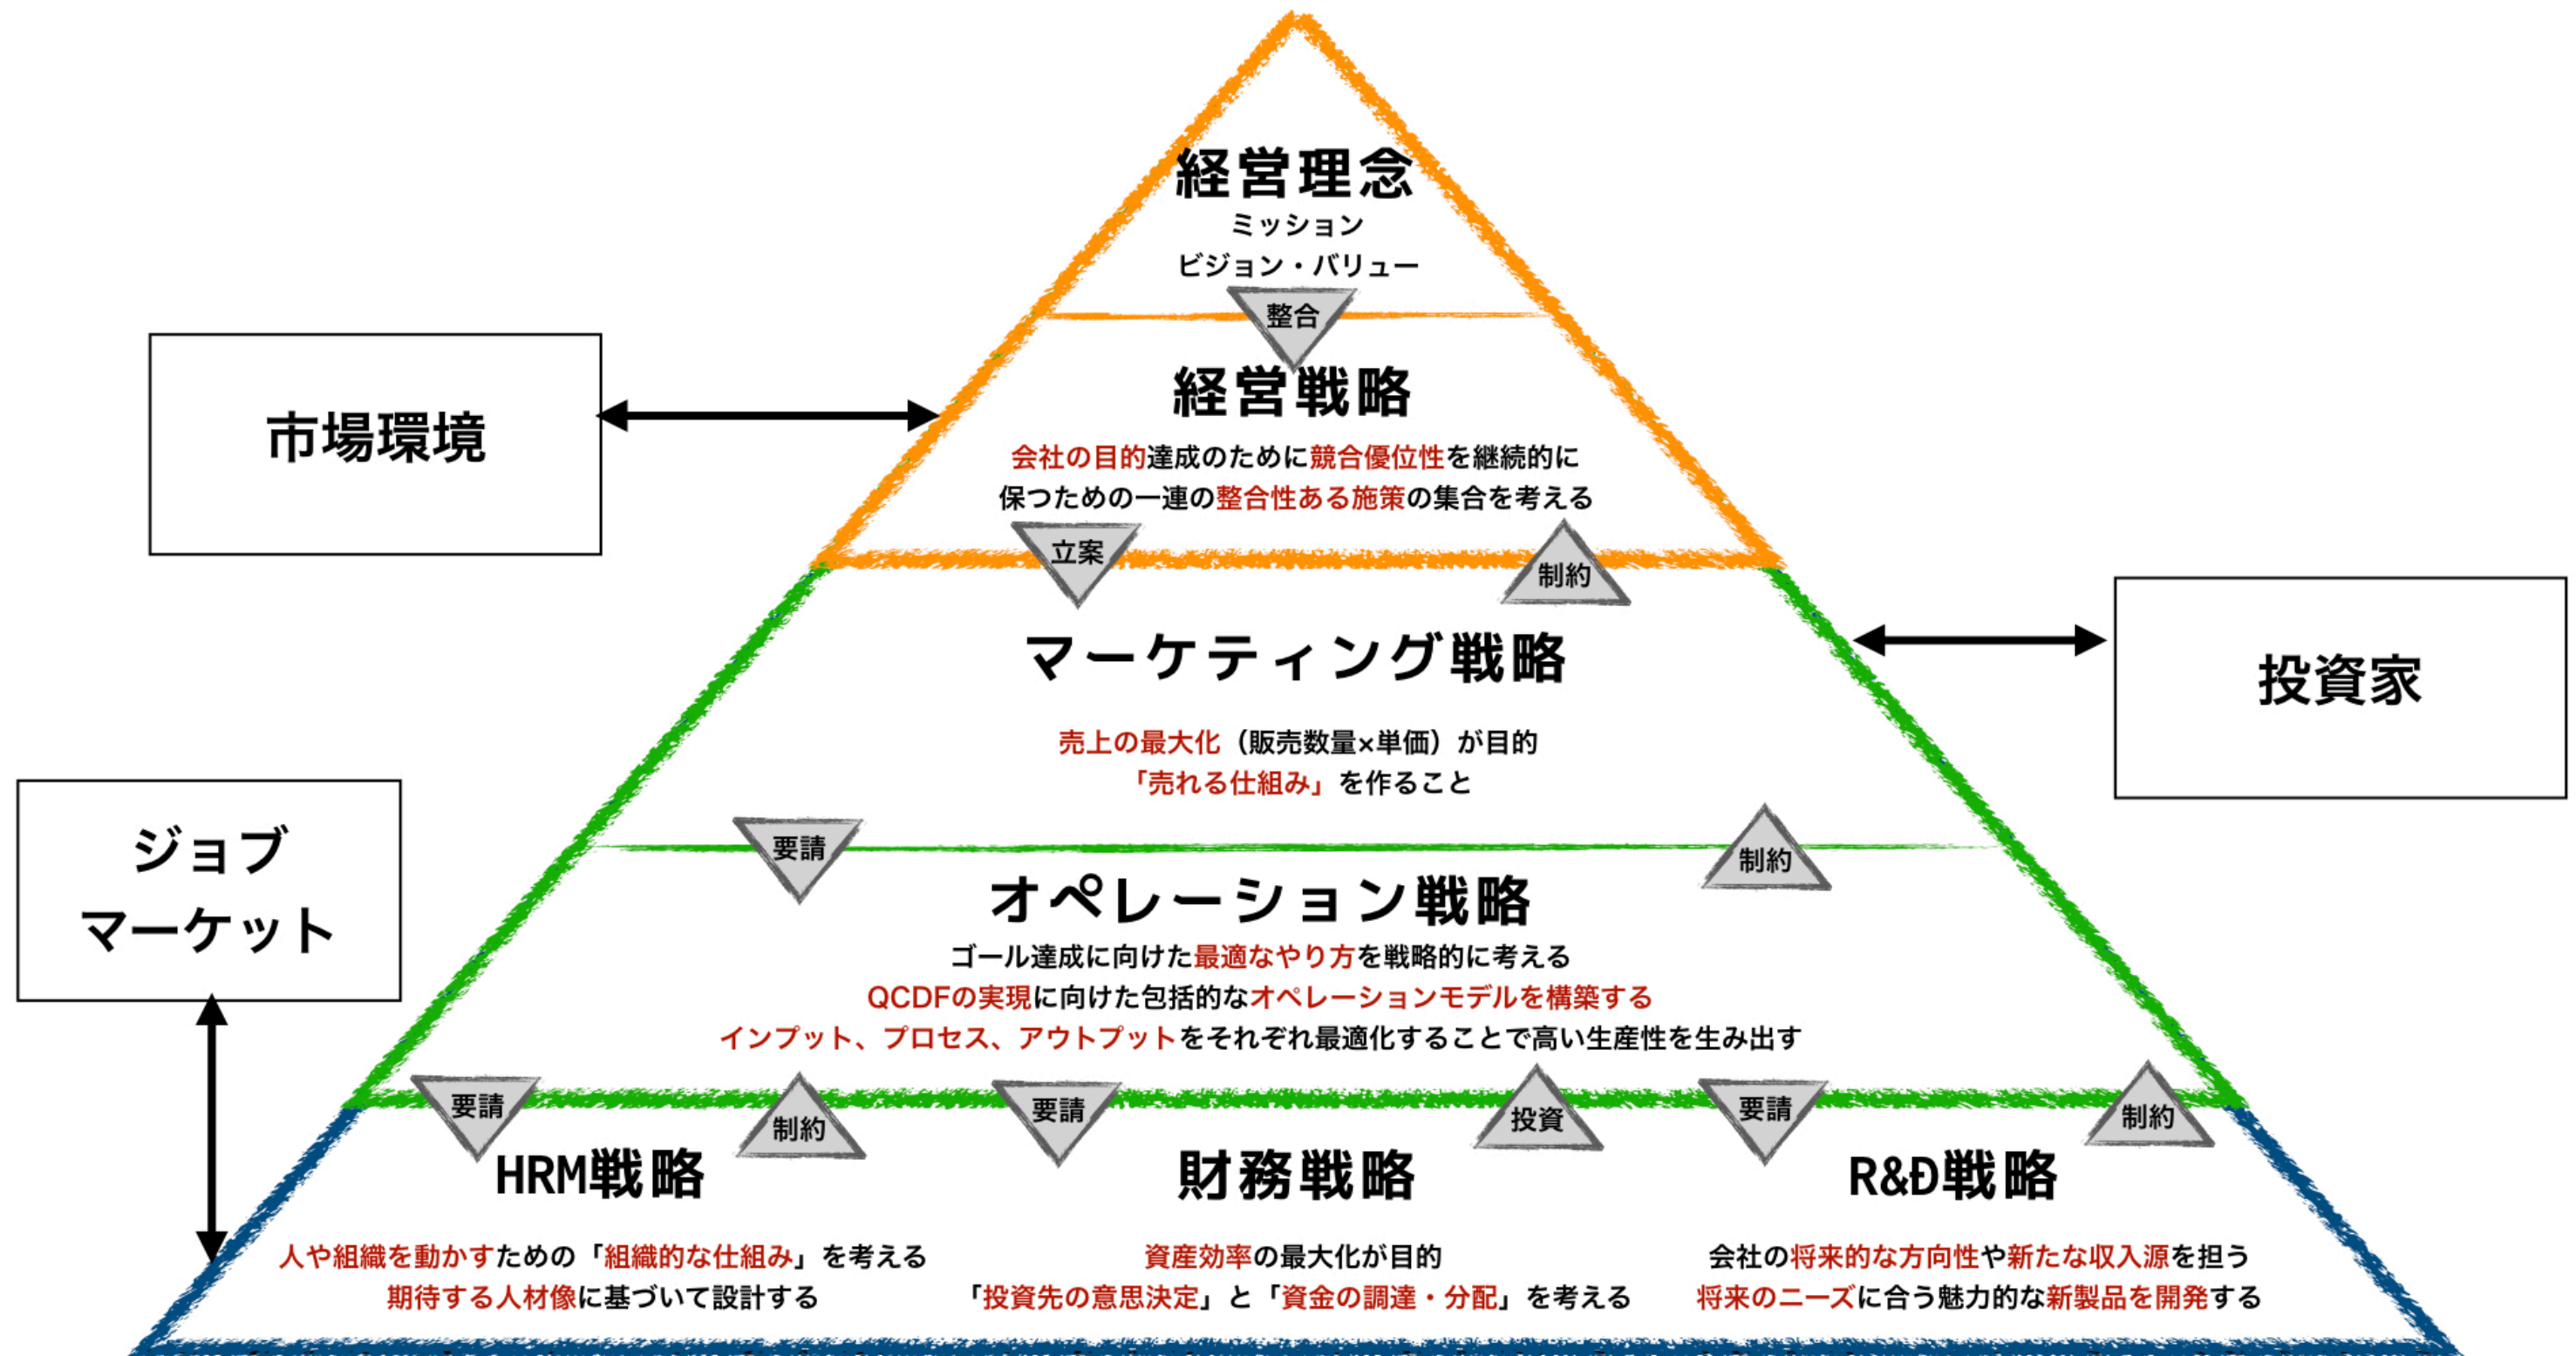 経営理念
ミッション
ビジョン・バリュー
整合
市場環境
経営戦略
会社の目的達成のために競合優位性を継続的に
保つための一連の整合性ある施策の集合を考える
立案
制約
マーケティング戦略
投資家
売上の最大化（販売数量×単価）が目的
「売れる仕組み」を作ること
ジョブ
マーケット
要請
制約
オペレーション戦略
ゴール達成に向けた最適なやり方を戦略的に考える
QCDFの実現に向けた包括的なオペレーションモデルを構築する
インプット、プロセス、アウトプットをそれぞれ最適化することで高い生産性を生み出す
要請
制約
要請
投資
要請
制約
HRM戦略
人や組織を動かすための「組織的な仕組み」を考える
期待する人材像に基づいて設計する
財務戦略
資産効率の最大化が目的
「投資先の意思決定」と「資金の調達・分配」を考える
R&D戦略
会社の将来的な方向性や新たな収入源を担う
将来のニーズに合う魅力的な新製品を開発する